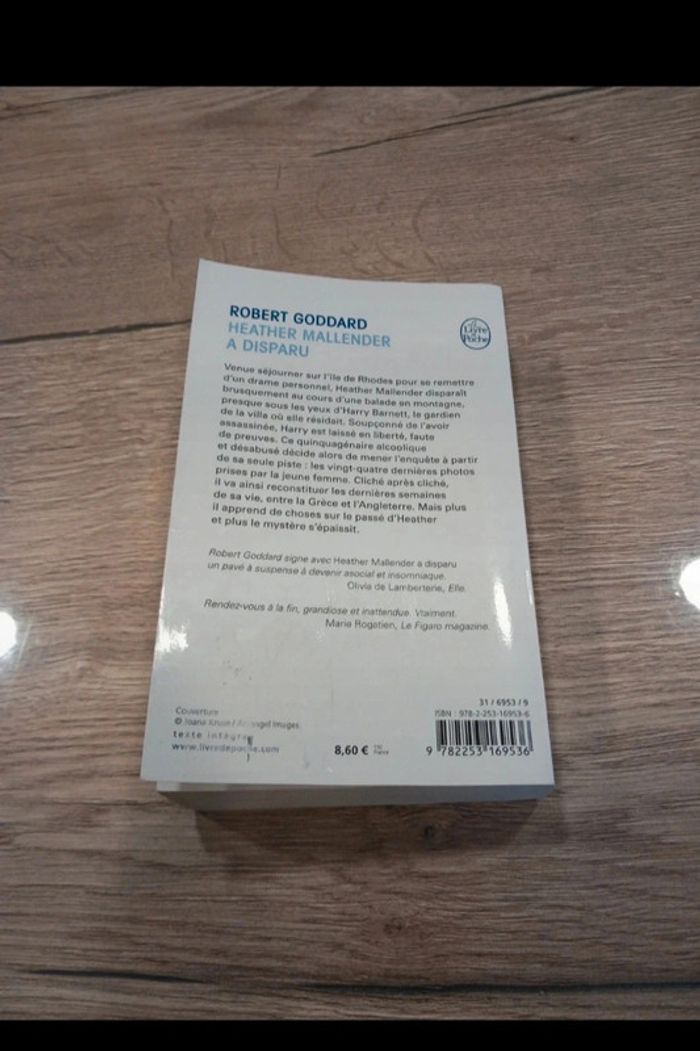 ROBERT GODDARD
HEATHER MALLENDER
A DISPARU
Le Livre de Poche
Venue séjourner sur l'île de Rhodes pour se remettre
d'un drame personnel, Heather Mallender disparaît
brusquement au cours d'une balade en montagne,
presque sous les yeux d'Harry Barnett, le gardien
de la villa où elle résidait. Soupçonné de l'avoir
assassinée, Harry est laissé en liberté, faute
de preuves. Ce quinquagénaire alcoolique
et désabusé décide alors de mener l'enquête à partir
de sa seule piste : les vingt-quatre dernières photos
prises par la jeune femme. Cliché après cliché,
il va ainsi reconstituer les dernières semaines
de sa vie, entre la Grèce et l'Angleterre. Mais plus
il apprend de choses sur le passé d'Heather
et plus le mystère s'épaissit.
Robert Goddard signe avec Heather Mallender a disparu
un pavé à suspense à devenir asocial et insomniaque.
Olivia de Lamberterie, Elle.
Rendez-vous à la fin, grandiose et inattendue. Vraiment.
Marie Rogatien, Le Figaro magazine.
Couverture :
© Joana Kruse / Images.
texte
www.livredepoche.com
8,60 € TTC France
31 / 6953 / 9
ISBN : 978-2-253-16953-6
9 782253 169536